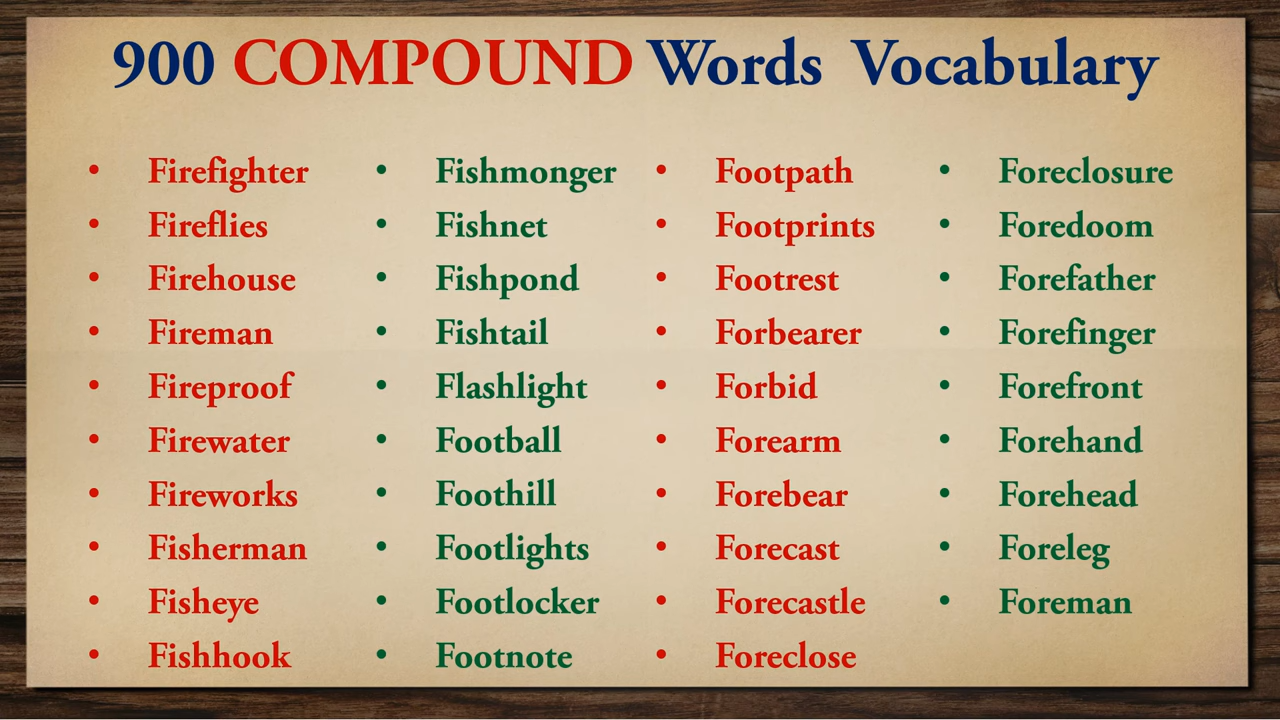 900 COMPOUND Words Vocabulary
• Firefighter
• Fireflies
• Firehouse
• Fireman
• Fireproof
• Firewater
• Fireworks
• Fisherman
• Fisheye
• Fishhook
• Fishmonger
• Fishnet
• Fishpond
• Fishtail
• Flashlight
• Football
• Foothill
• Footlights
• Footlocker
• Footnote
• Footpath
• Footprints
• Footrest
• Forbearer
• Forbid
• Forearm
• Forebear
• Forecast
• Forecastle
• Foreclose
• Foreclosure
• Foredoom
• Forefather
• Forefinger
• Forefront
• Forehand
• Forehead
• Foreleg
• Foreman